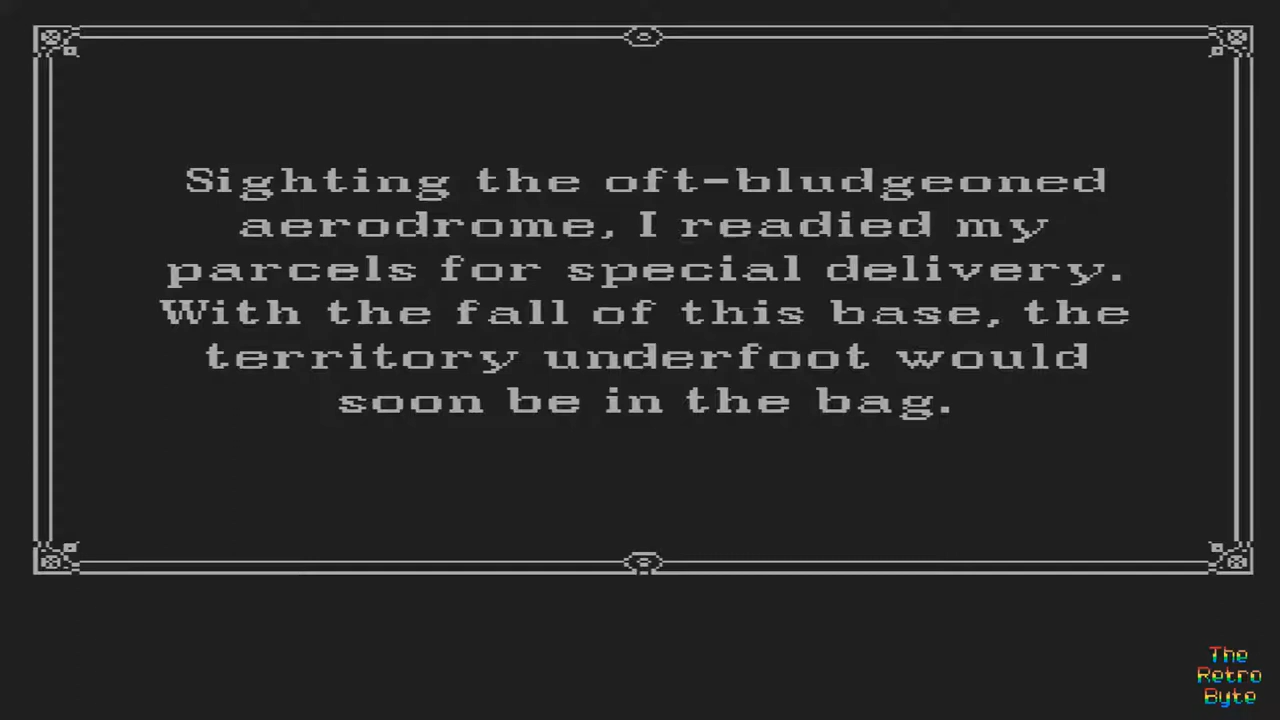 Sighting the oft-bludgeoned
aerodrome, I readied my
parcels for special delivery.
With the fall of this base, the
territory underfoot would
soon be in the bag.
The
Retro
Byte